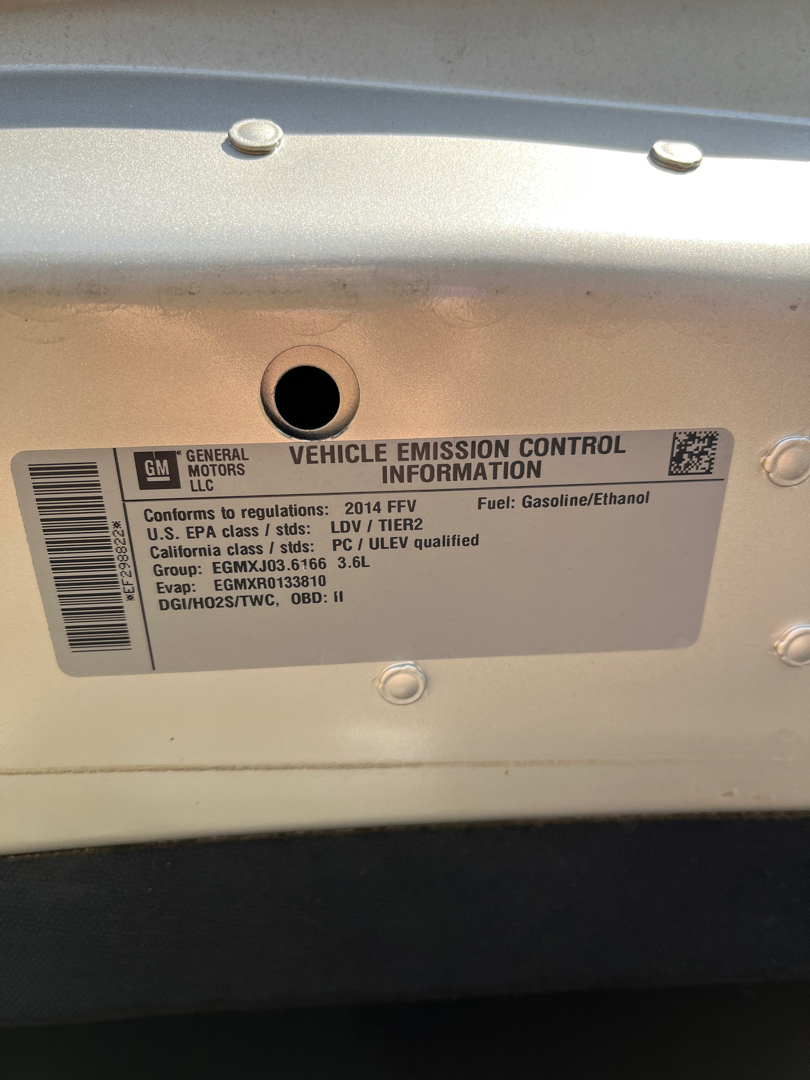 GM
GENERAL
MOTORS
LLC
VEHICLE EMISSION CONTROL
INFORMATION
Conforms to regulations: 2014 FFV Fuel: Gasoline/Ethanol
U.S. EPA class / stds: LDV / TIER2
California class / stds: PC / ULEV qualified
Group: EGMXJ03.6166 3.6L
Evap: EGMXR0133810
DGI/HO2S/TWC, OBD: II
*EF298822*